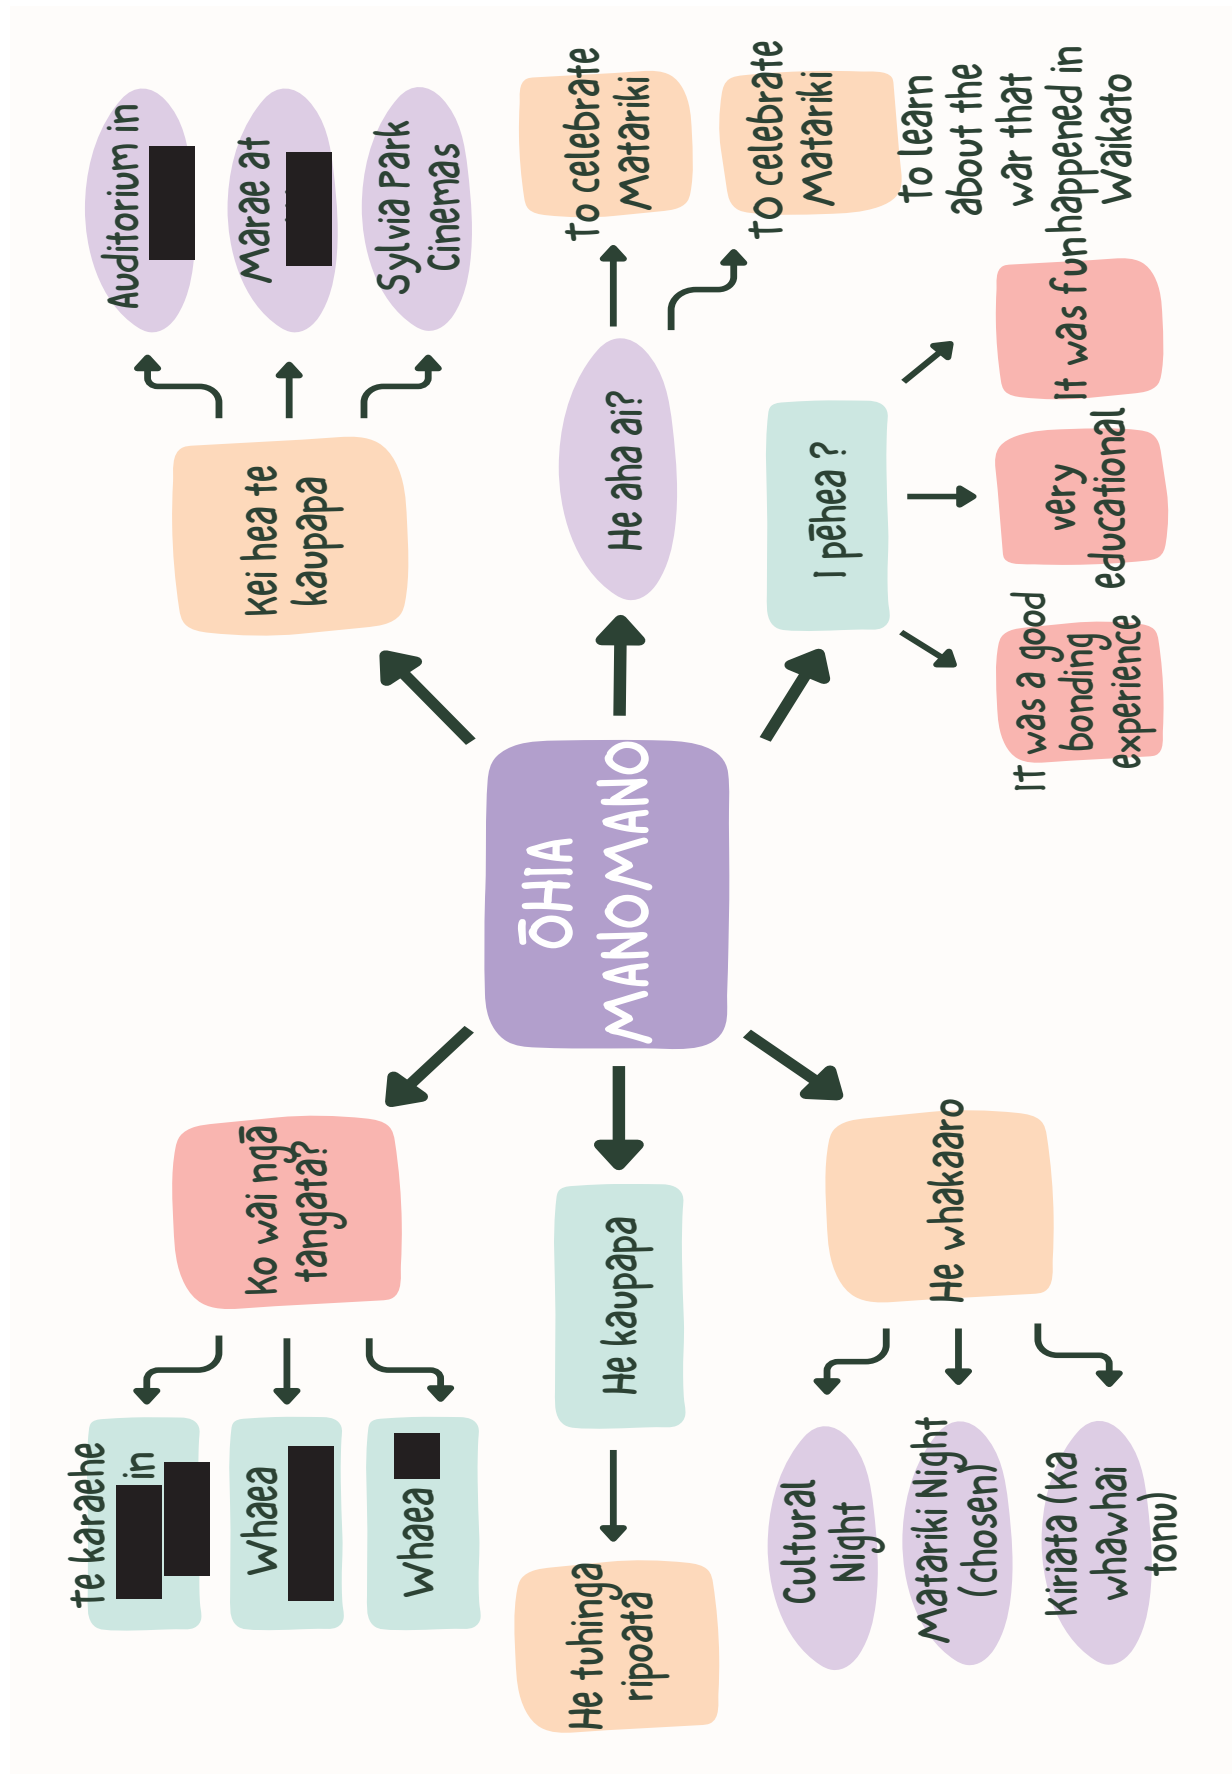 ŌHIA
MANOMANO
Ko wai ngā
tangata?
te karaehe
in
Whaea
Whaea
He kaupapa
He tuhinga
ripoata
He whakaaro
Cultural
Night
Matariki Night
(chosen)
Kiriata (Ka
whawhai
tonu)
Kei hea te
kaupapa
Auditorium in
Marae at
Sylvia Park
Cinemas
He aha ai?
to celebrate
Matariki
to celebrate
Matariki
to learn
about the
war that
happened in
Waikato
I pēhea ?
It was a good
bonding
experience
very
educational
It was fun